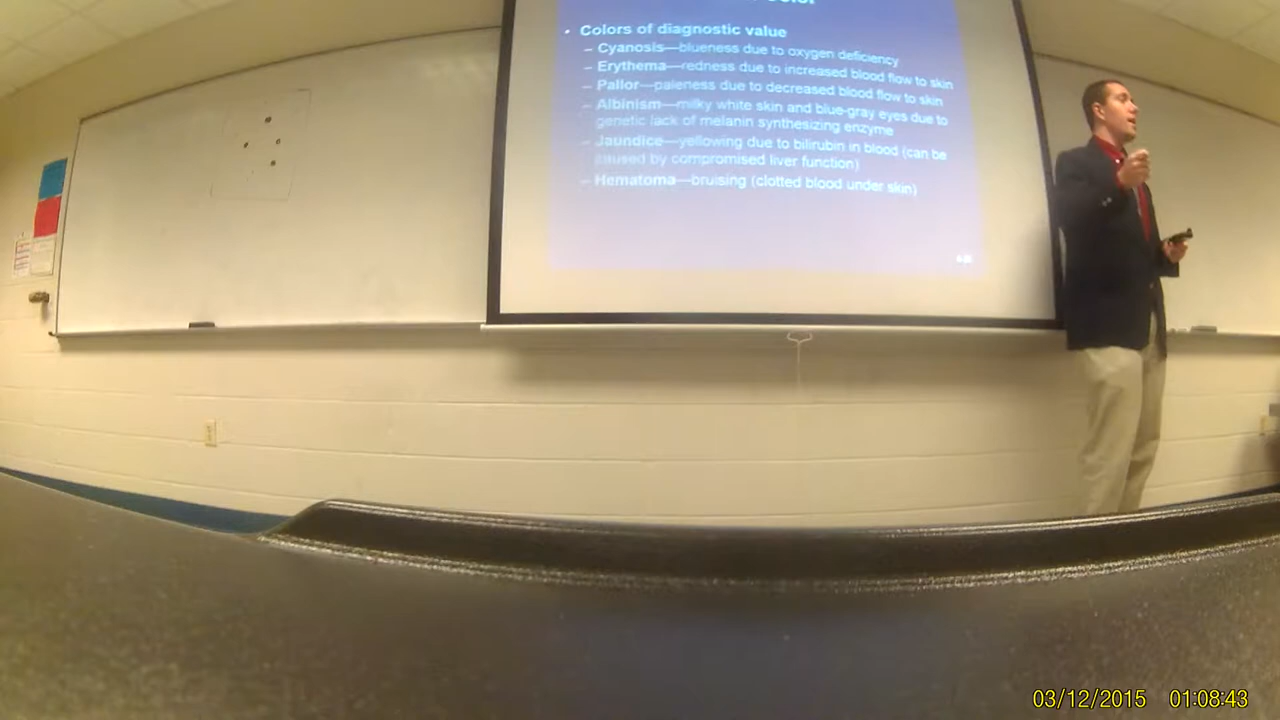 • Colors of diagnostic value
– Cyanosis—blueness due to oxygen deficiency
– Erythema—redness due to increased blood flow to skin
– Pallor—paleness due to decreased blood flow to skin
– Albinism—milky white skin and blue-gray eyes due to
genetic lack of melanin synthesizing enzyme
– Jaundice—yellowing due to bilirubin in blood (can be
caused by compromised liver function)
– Hematoma—bruising (clotted blood under skin)
03/12/2015 01:08:43